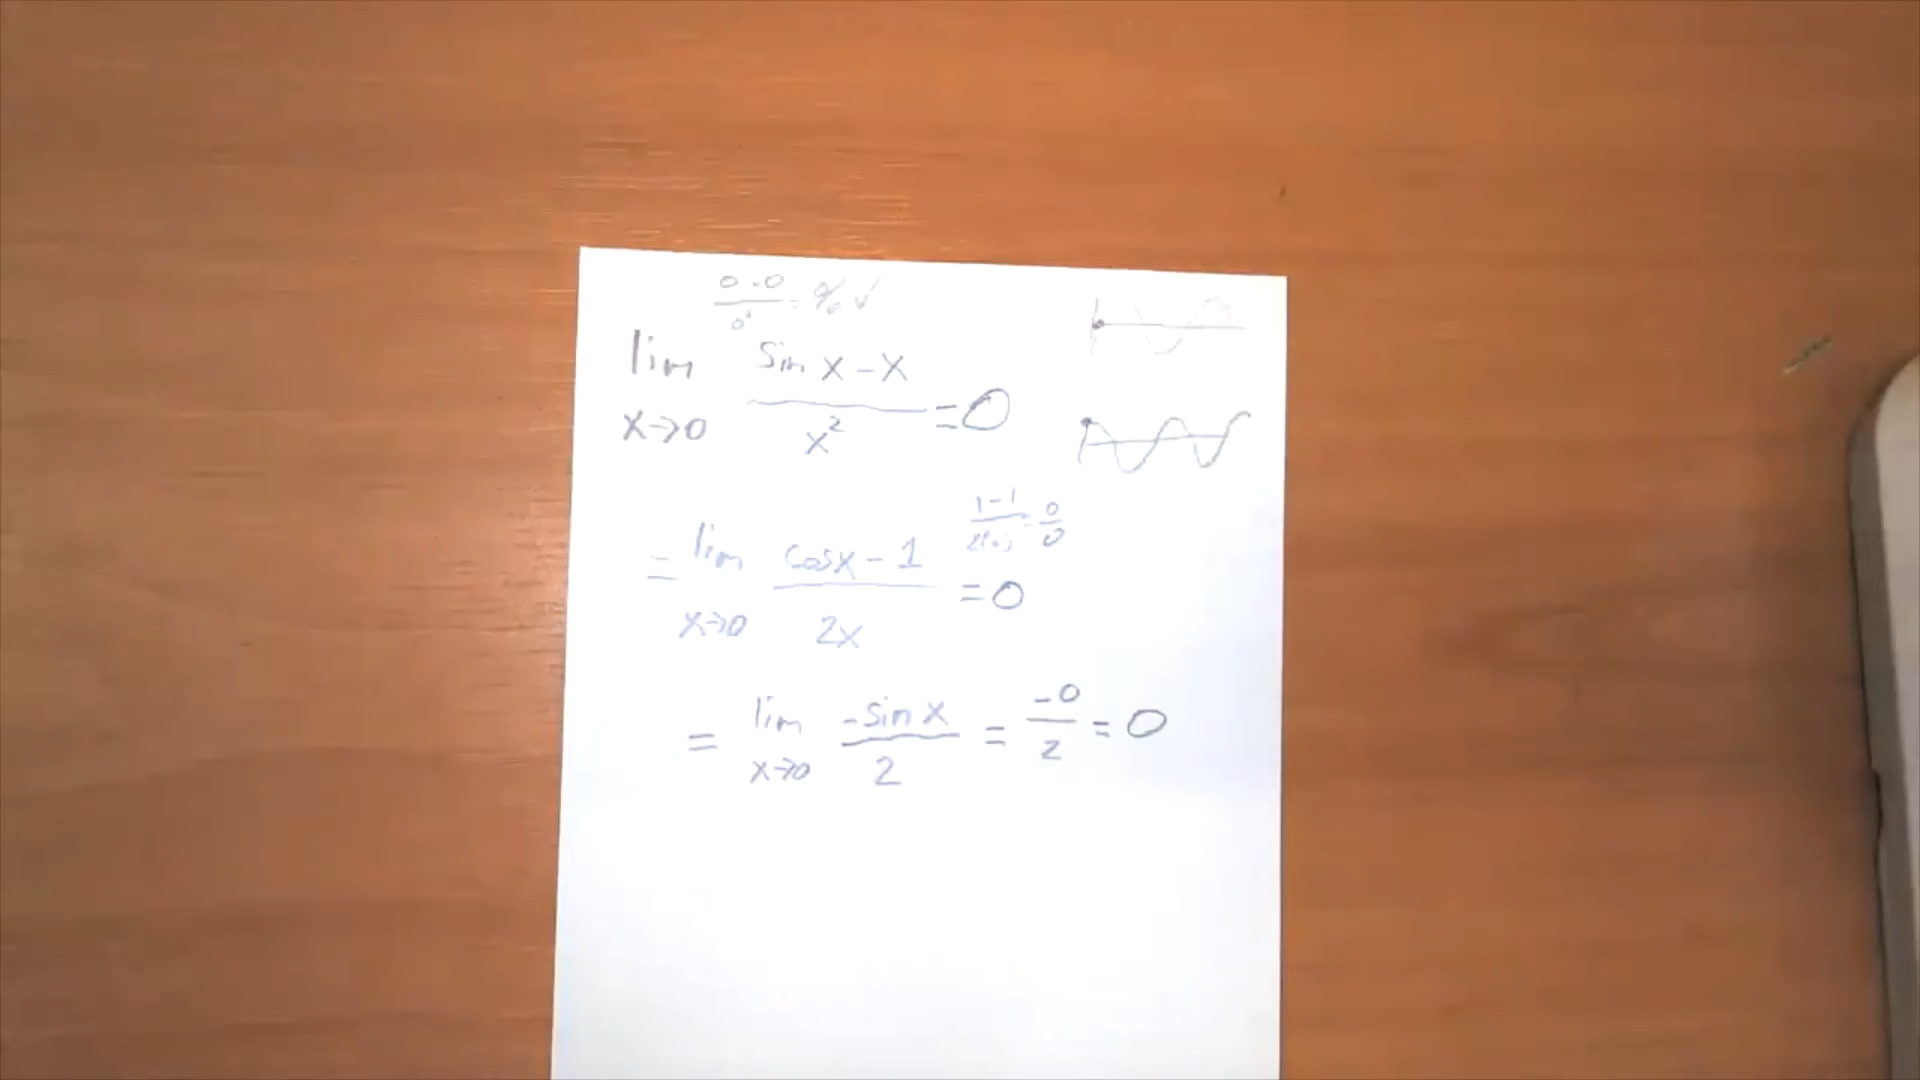 0-0/0² = 0/0 ✓
lim x→0 sin x - x / x² = 0
1-1/2(0) = 0/0
= lim x→0 cosx - 1 / 2x = 0
= lim x→0 -sin x / 2 = -0/2 = 0